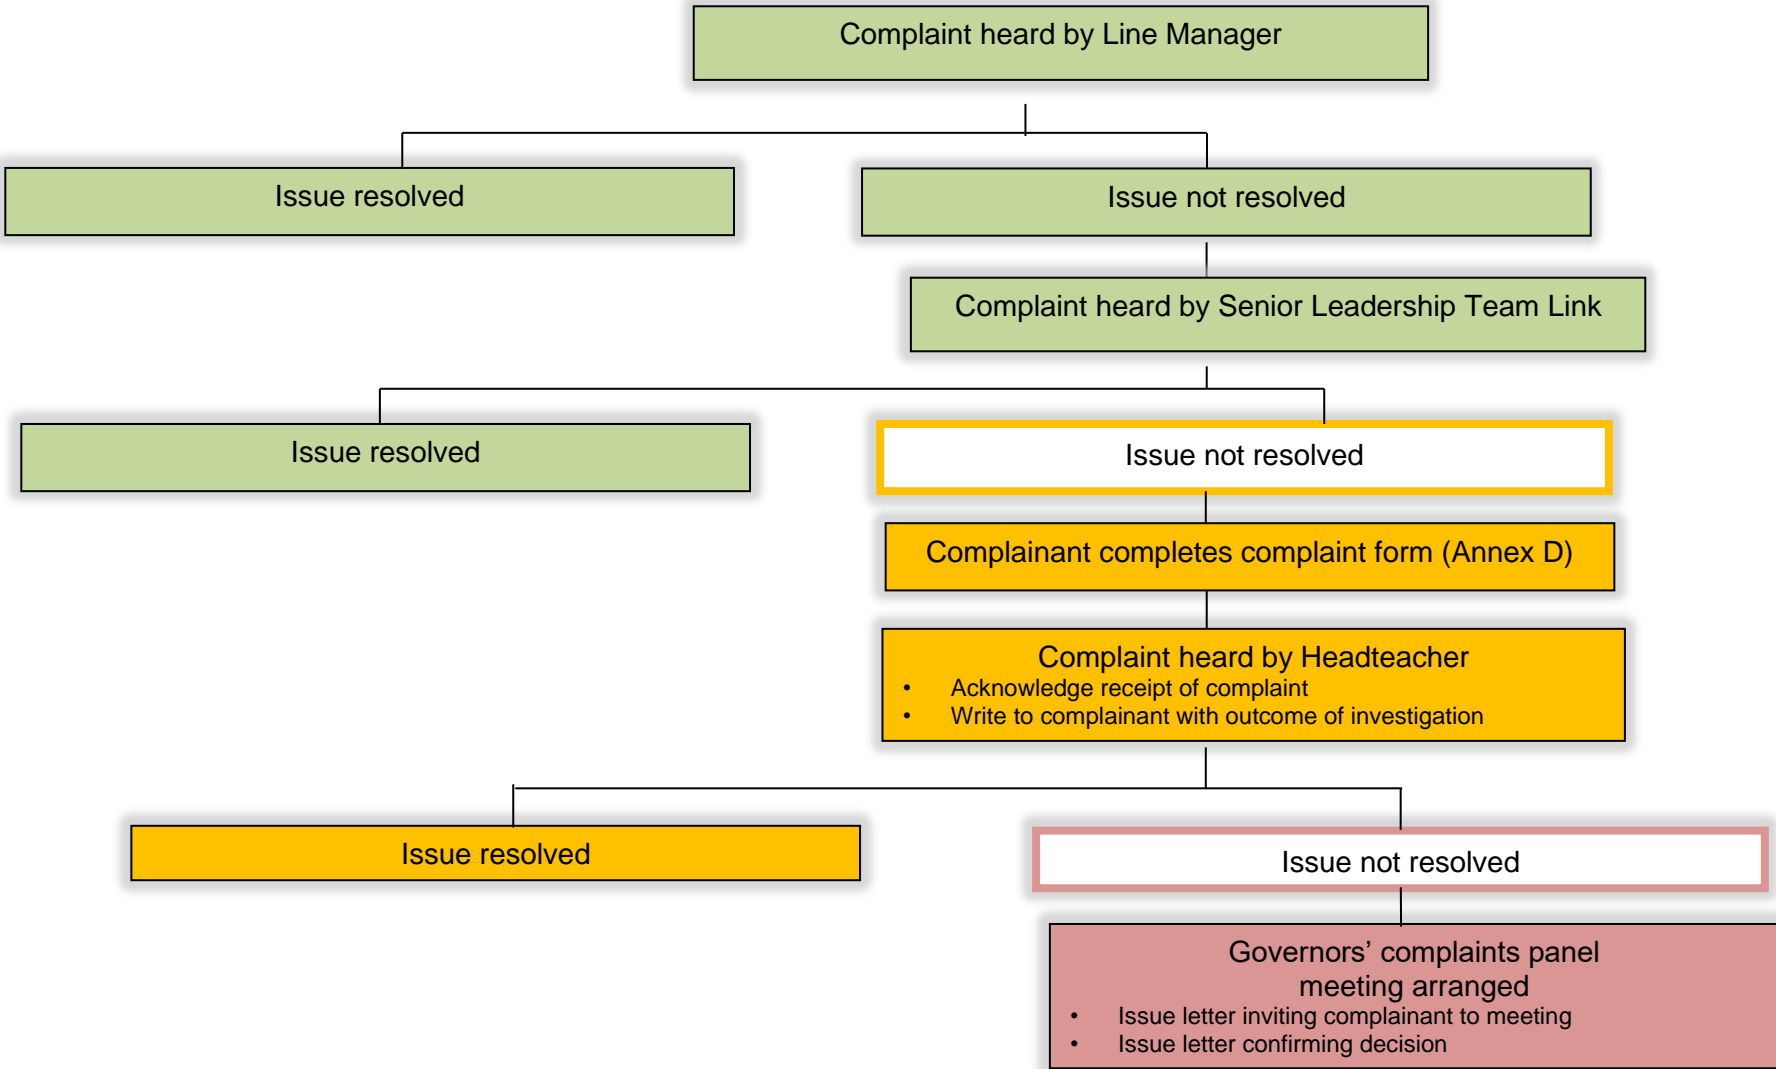 Complaint heard by Line Manager
Issue resolved
Issue not resolved
Complaint heard by Senior Leadership Team Link
Issue resolved
Issue not resolved
Complainant completes complaint form (Annex D)
Complaint heard by Headteacher
• Acknowledge receipt of complaint
• Write to complainant with outcome of investigation
Issue resolved
Issue not resolved
Governors’ complaints panel
meeting arranged
• Issue letter inviting complainant to meeting
• Issue letter confirming decision